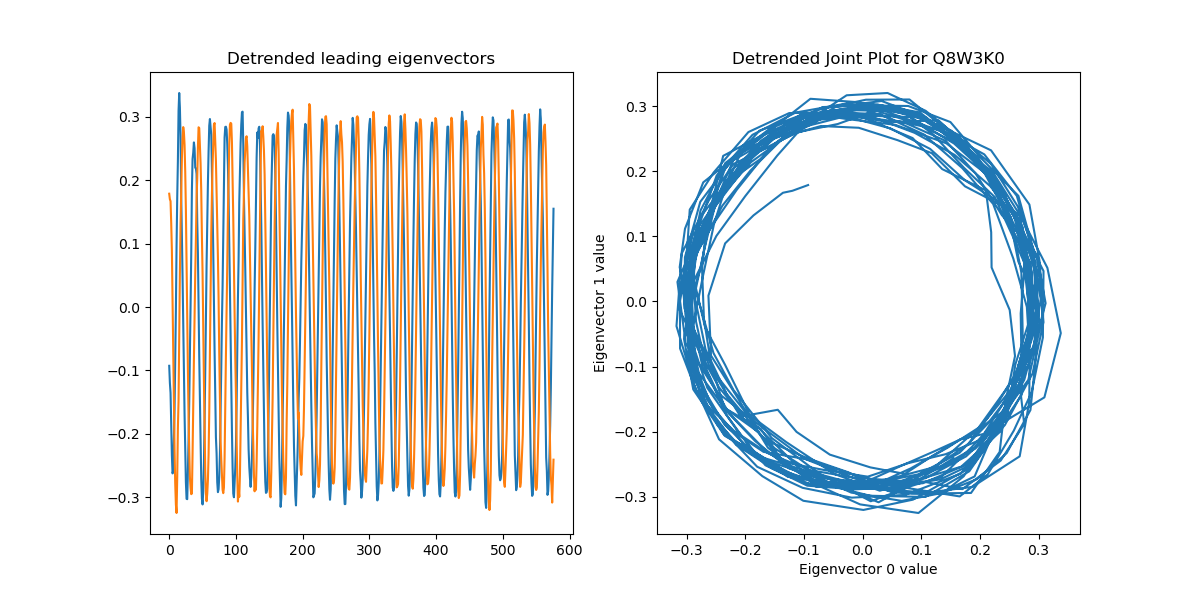 Detrended leading eigenvectors
0.3
0.2
0.1
0.0
−0.1
−0.2
−0.3
0 100 200 300 400 500 600
Detrended Joint Plot for Q8W3K0
Eigenvector 1 value
0.3
0.2
0.1
0.0
−0.1
−0.2
−0.3
−0.3 −0.2 −0.1 0.0 0.1 0.2 0.3
Eigenvector 0 value